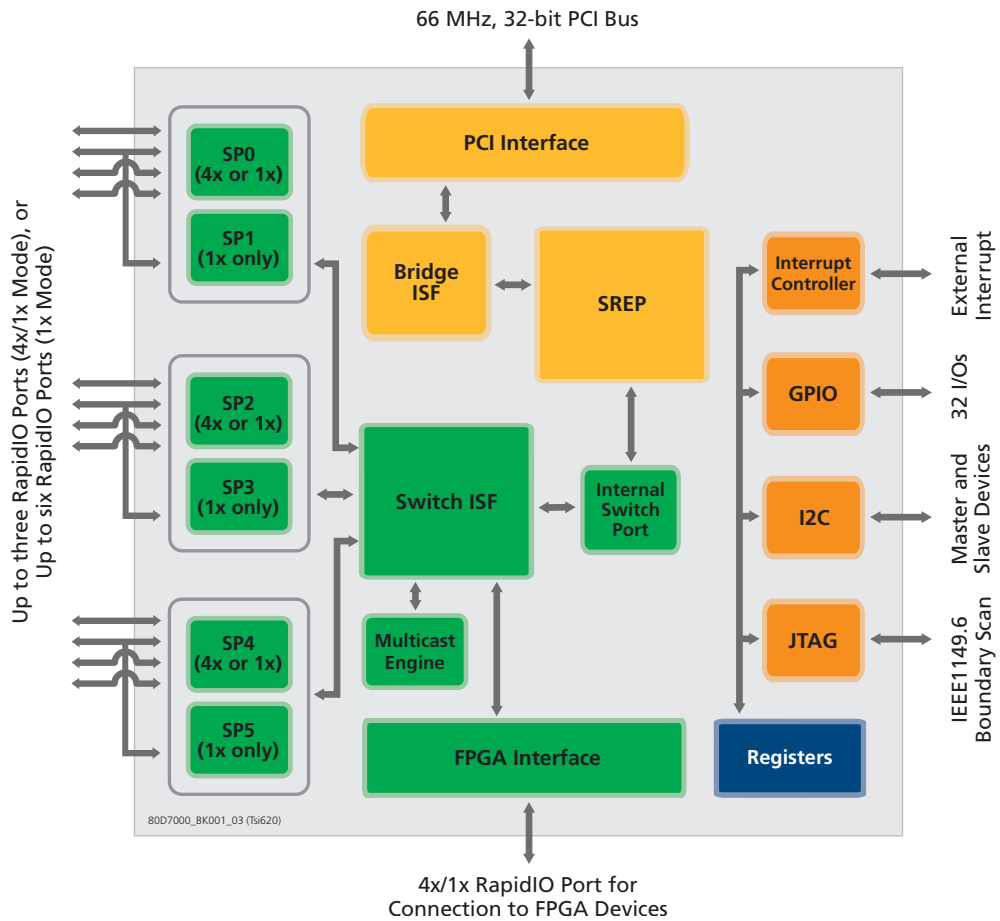 66 MHz, 32-bit PCI Bus
PCI Interface
SP0
(4x or 1x)
SP1
(1x only)
Bridge
ISF
SREP
Interrupt
Controller
External
Interrupt
Up to three RapidIO Ports (4x/1x Mode), or
Up to six RapidIO Ports (1x Mode)
SP2
(4x or 1x)
SP3
(1x only)
Switch ISF
Internal
Switch
Port
GPIO
32 I/Os
I2C
Master and
Slave Devices
SP4
(4x or 1x)
SP5
(1x only)
Multicast
Engine
JTAG
IEEE1149.6
Boundary Scan
FPGA Interface
Registers
80D7000_BK001_03 (Tsi620)
4x/1x RapidIO Port for
Connection to FPGA Devices